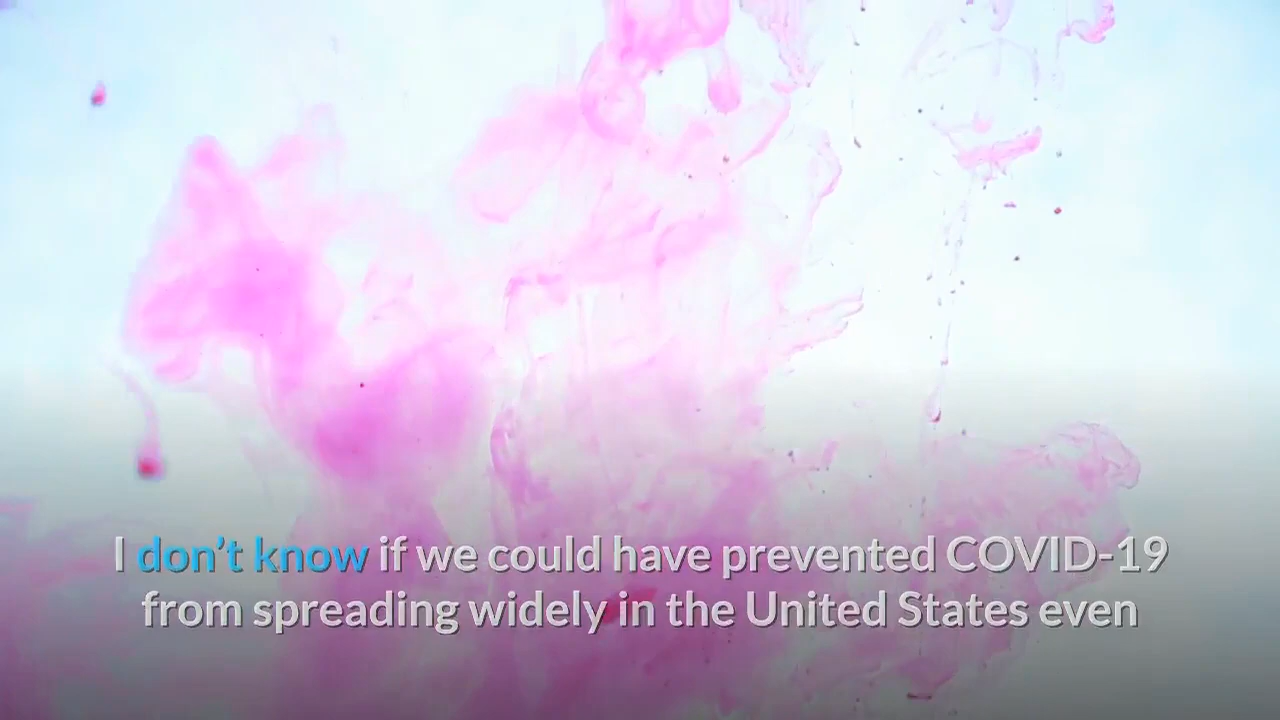 I don’t know if we could have prevented COVID-19
from spreading widely in the United States even